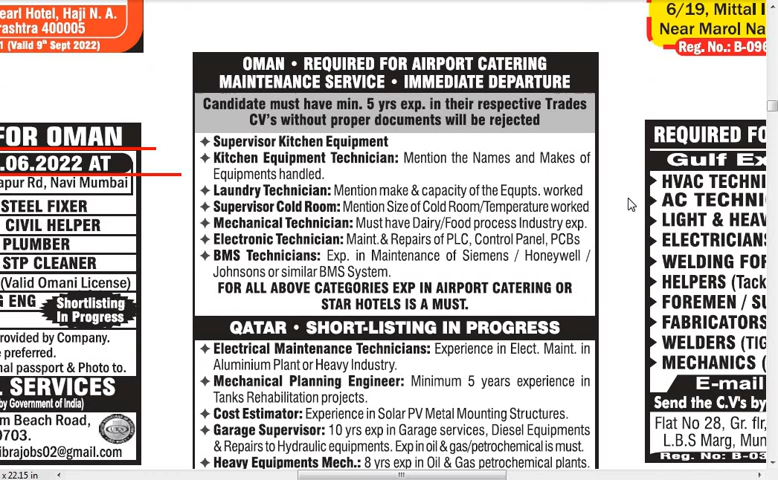 earl Hotel, Haji N. A.
rashtra 400005
1 (Valid 9th Sept 2022)
FOR OMAN
.06.2022 AT
apur Rd, Navi Mumbai
STEEL FIXER
CIVIL HELPER
PLUMBER
STP CLEANER
(Valid Omani License)
G ENG
Shortlisting
In Progress
rovided by Company.
e preferred.
nal passport & Photo to.
L SERVICES
by Government of India)
m Beach Road,
0703.
ibrajobs02@gmail.com
x 22.15 in
OMAN • REQUIRED FOR AIRPORT CATERING
MAINTENANCE SERVICE • IMMEDIATE DEPARTURE
Candidate must have min. 5 yrs exp. in their respective Trades
CV's without proper documents will be rejected
Supervisor Kitchen Equipment
Kitchen Equipment Technician: Mention the Names and Makes of
Equipments handled.
Laundry Technician: Mention make & capacity of the Equpts. worked
Supervisor Cold Room: Mention Size of Cold Room/Temperature worked
Mechanical Technician: Must have Dairy/Food process Industry exp.
Electronic Technician: Maint.& Repairs of PLC, Control Panel, PCBs
BMS Technicians: Exp. in Maintenance of Siemens / Honeywell /
Johnsons or similar BMS System.
FOR ALL ABOVE CATEGORIES EXP IN AIRPORT CATERING OR
STAR HOTELS IS A MUST.
QATAR • SHORT-LISTING IN PROGRESS
Electrical Maintenance Technicians: Experience in Elect. Maint. in
Aluminium Plant or Heavy Industry.
Mechanical Planning Engineer: Minimum 5 years experience in
Tanks Rehabilitation projects.
Cost Estimator: Experience in Solar PV Metal Mounting Structures.
Garage Supervisor: 10 yrs exp in Garage services, Diesel Equipments
& Repairs to Hydraulic equipments. Exp in oil & gas/petrochemical is must.
Heavy Equipments Mech.: 8 yrs exp in Oil & Gas petrochemical plants.
6/19, Mittal I
Near Marol Na
Reg. No.: B-096
REQUIRED FO
Gulf Ex
HVAC TECHNI
AC TECHNI
LIGHT & HEAV
ELECTRICIANS
WELDING FOR
HELPERS (Tack
FOREMEN / SU
FABRICATORS
WELDERS (TIG
MECHANICS (
E-mail
Send the C.V's by
Flat No 28, Gr. flr,
L.B.S Marg, Mun
Reg. No.: B-03